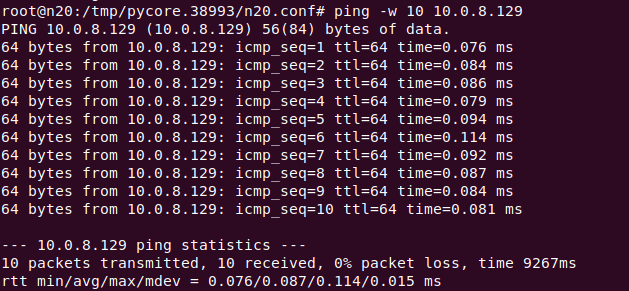 root@n20:/tmp/pycore.38993/n20.conf# ping -w 10 10.0.8.129
PING 10.0.8.129 (10.0.8.129) 56(84) bytes of data.
64 bytes from 10.0.8.129: icmp_seq=1 ttl=64 time=0.076 ms
64 bytes from 10.0.8.129: icmp_seq=2 ttl=64 time=0.084 ms
64 bytes from 10.0.8.129: icmp_seq=3 ttl=64 time=0.086 ms
64 bytes from 10.0.8.129: icmp_seq=4 ttl=64 time=0.079 ms
64 bytes from 10.0.8.129: icmp_seq=5 ttl=64 time=0.094 ms
64 bytes from 10.0.8.129: icmp_seq=6 ttl=64 time=0.114 ms
64 bytes from 10.0.8.129: icmp_seq=7 ttl=64 time=0.092 ms
64 bytes from 10.0.8.129: icmp_seq=8 ttl=64 time=0.087 ms
64 bytes from 10.0.8.129: icmp_seq=9 ttl=64 time=0.084 ms
64 bytes from 10.0.8.129: icmp_seq=10 ttl=64 time=0.081 ms
--- 10.0.8.129 ping statistics ---
10 packets transmitted, 10 received, 0% packet loss, time 9267ms
rtt min/avg/max/mdev = 0.076/0.087/0.114/0.015 ms